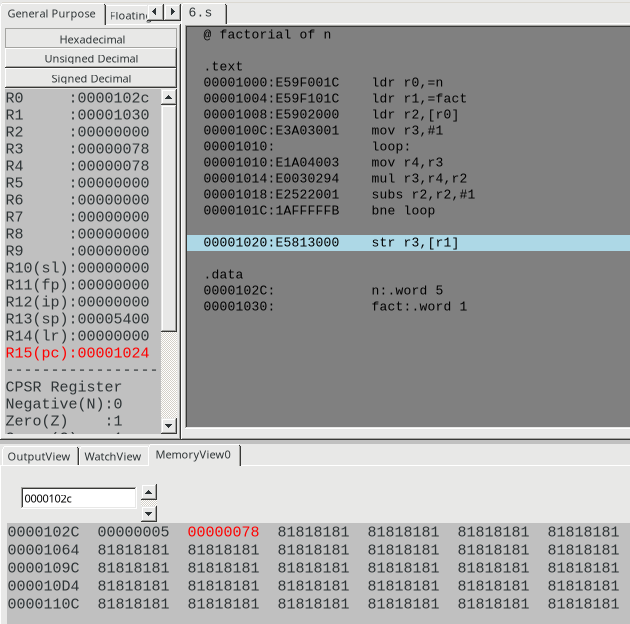 General Purpose
Floating
Hexadecimal
Unsigned Decimal
Signed Decimal
R0 :0000102c
R1 :00001030
R2 :00000000
R3 :00000078
R4 :00000078
R5 :00000000
R6 :00000000
R7 :00000000
R8 :00000000
R9 :00000000
R10(sl):00000000
R11(fp):00000000
R12(ip):00000000
R13(sp):00005400
R14(lr):00000000
R15(pc):00001024
-----------------
CPSR Register
Negative(N):0
Zero(Z) :1
6.s
@ factorial of n
.text
00001000:E59F001C ldr r0,=n
00001004:E59F101C ldr r1,=fact
00001008:E5902000 ldr r2,[r0]
0000100C:E3A03001 mov r3,#1
00001010: loop:
00001010:E1A04003 mov r4,r3
00001014:E0030294 mul r3,r4,r2
00001018:E2522001 subs r2,r2,#1
0000101C:1AFFFFFB bne loop
00001020:E5813000 str r3,[r1]
.data
0000102C: n:.word 5
00001030: fact:.word 1
OutputView WatchView MemoryView0
0000102c
0000102C 00000005 00000078 81818181 81818181 81818181 81818181
00001064 81818181 81818181 81818181 81818181 81818181 81818181
0000109C 81818181 81818181 81818181 81818181 81818181 81818181
000010D4 81818181 81818181 81818181 81818181 81818181 81818181
0000110C 81818181 81818181 81818181 81818181 81818181 81818181